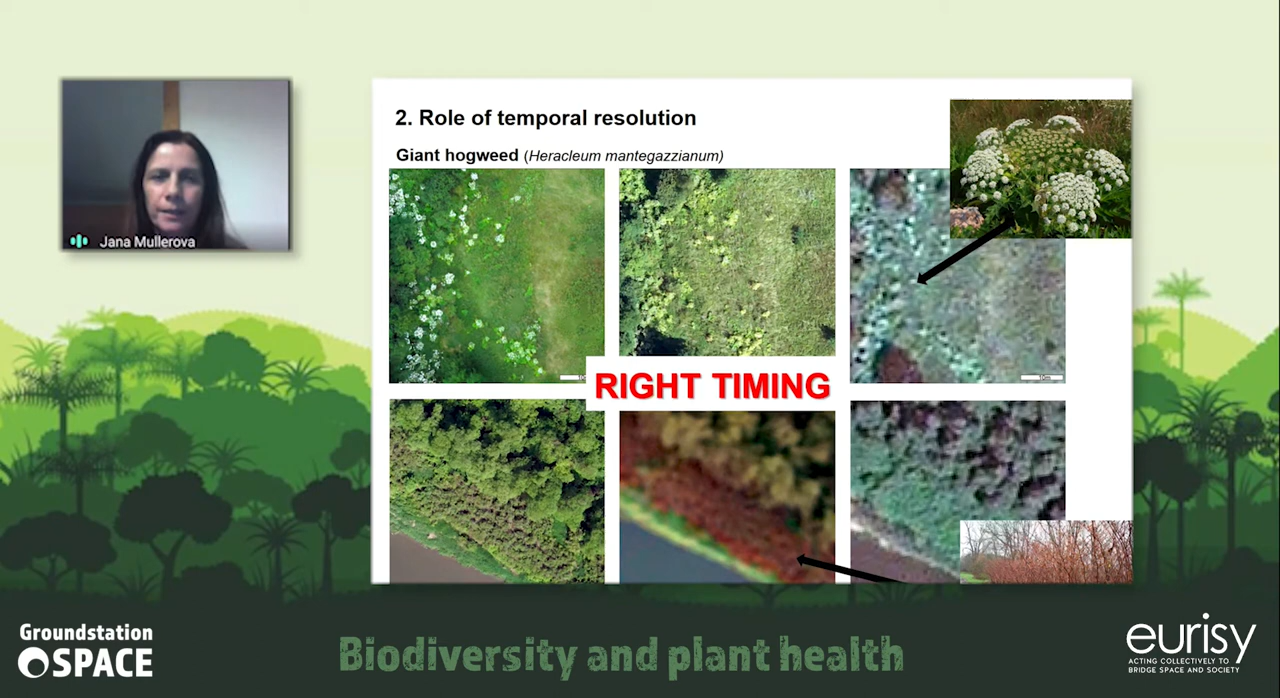 2. Role of temporal resolution
Giant hogweed (Heracleum mantegazzianum)
Jana Mullerova
RIGHT TIMING
Groundstation
SPACE
Biodiversity and plant health
eurisy
ACTING COLLECTIVELY TO
BRIDGE SPACE AND SOCIETY